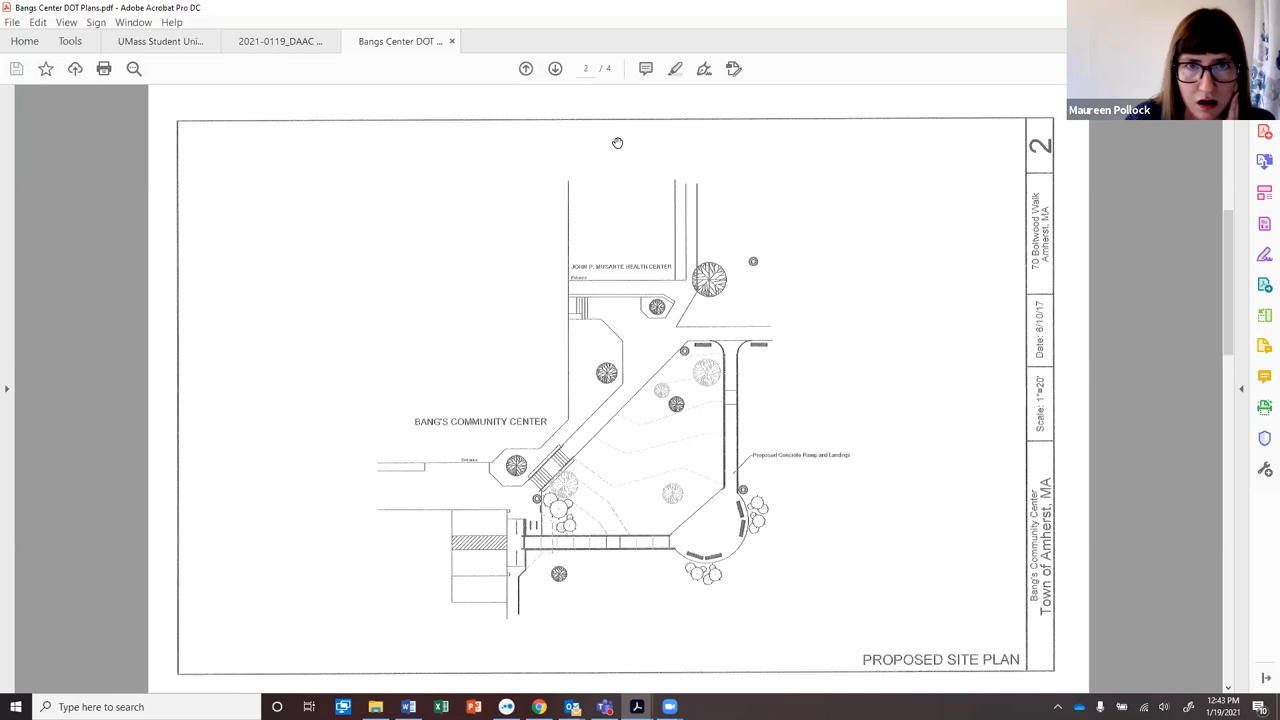 Bangs Center DOT Plans.pdf - Adobe Acrobat Pro DC
File Edit View Sign Window Help
Home Tools UMass Student Uni... 2021-0119_DAAC ... Bangs Center DOT ... ×
2 / 4
Maureen Pollock
2
70 Boltwood Walk
Amherst, MA
Date: 6/10/17
Scale: 1"=20'
Bang's Community Center
Town of Amherst, MA
JOHN P. MUSANTE HEALTH CENTER
Entrance
BANG'S COMMUNITY CENTER
Entrance
Proposed Concrete Ramp and Landings
PROPOSED SITE PLAN
Type here to search
12:43 PM
1/19/2021